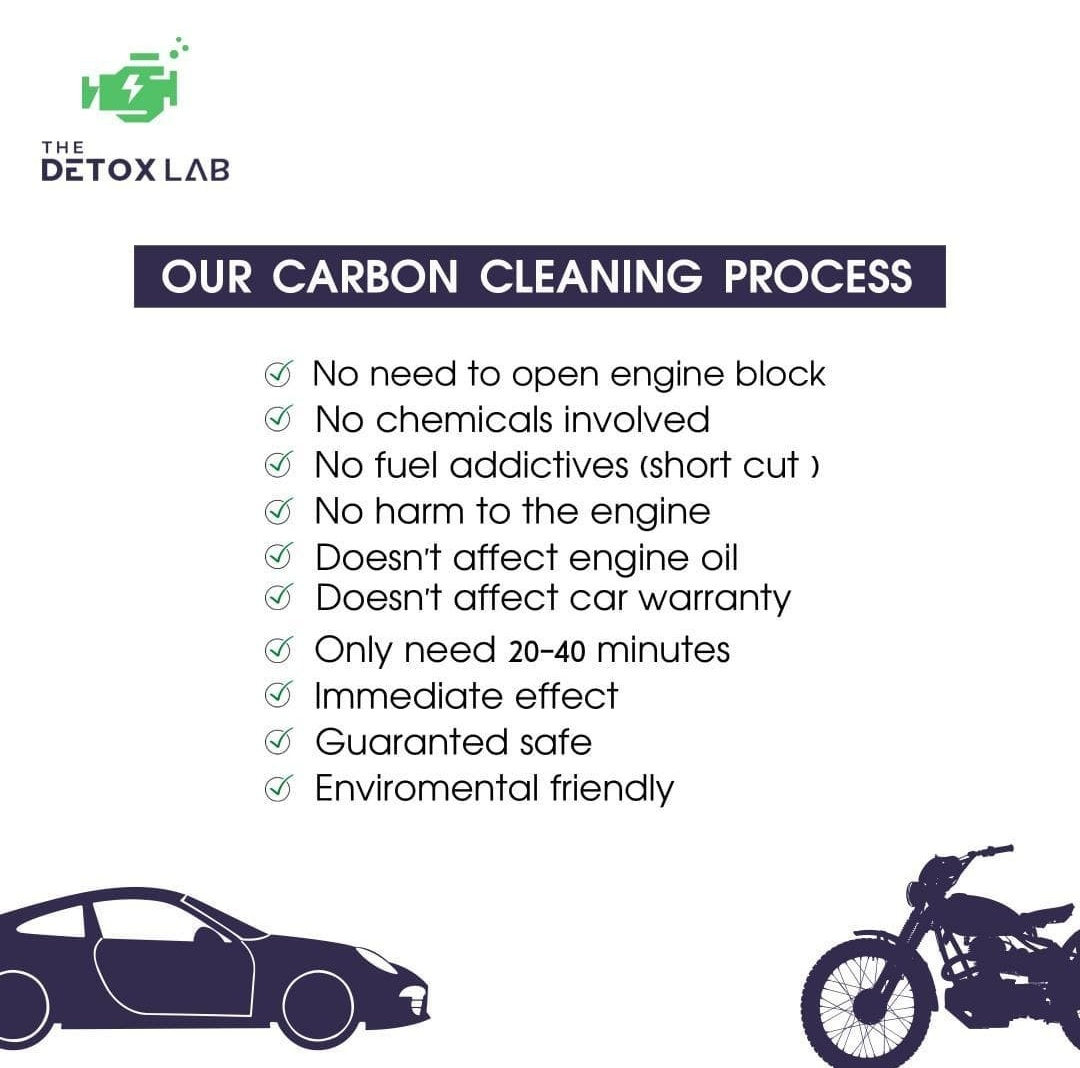 THE
DETOX LAB
OUR CARBON CLEANING PROCESS
No need to open engine block
No chemicals involved
No fuel addictives (short cut )
No harm to the engine
Doesn't affect engine oil
Doesn't affect car warranty
Only need 20-40 minutes
Immediate effect
Guaranted safe
Enviromental friendly